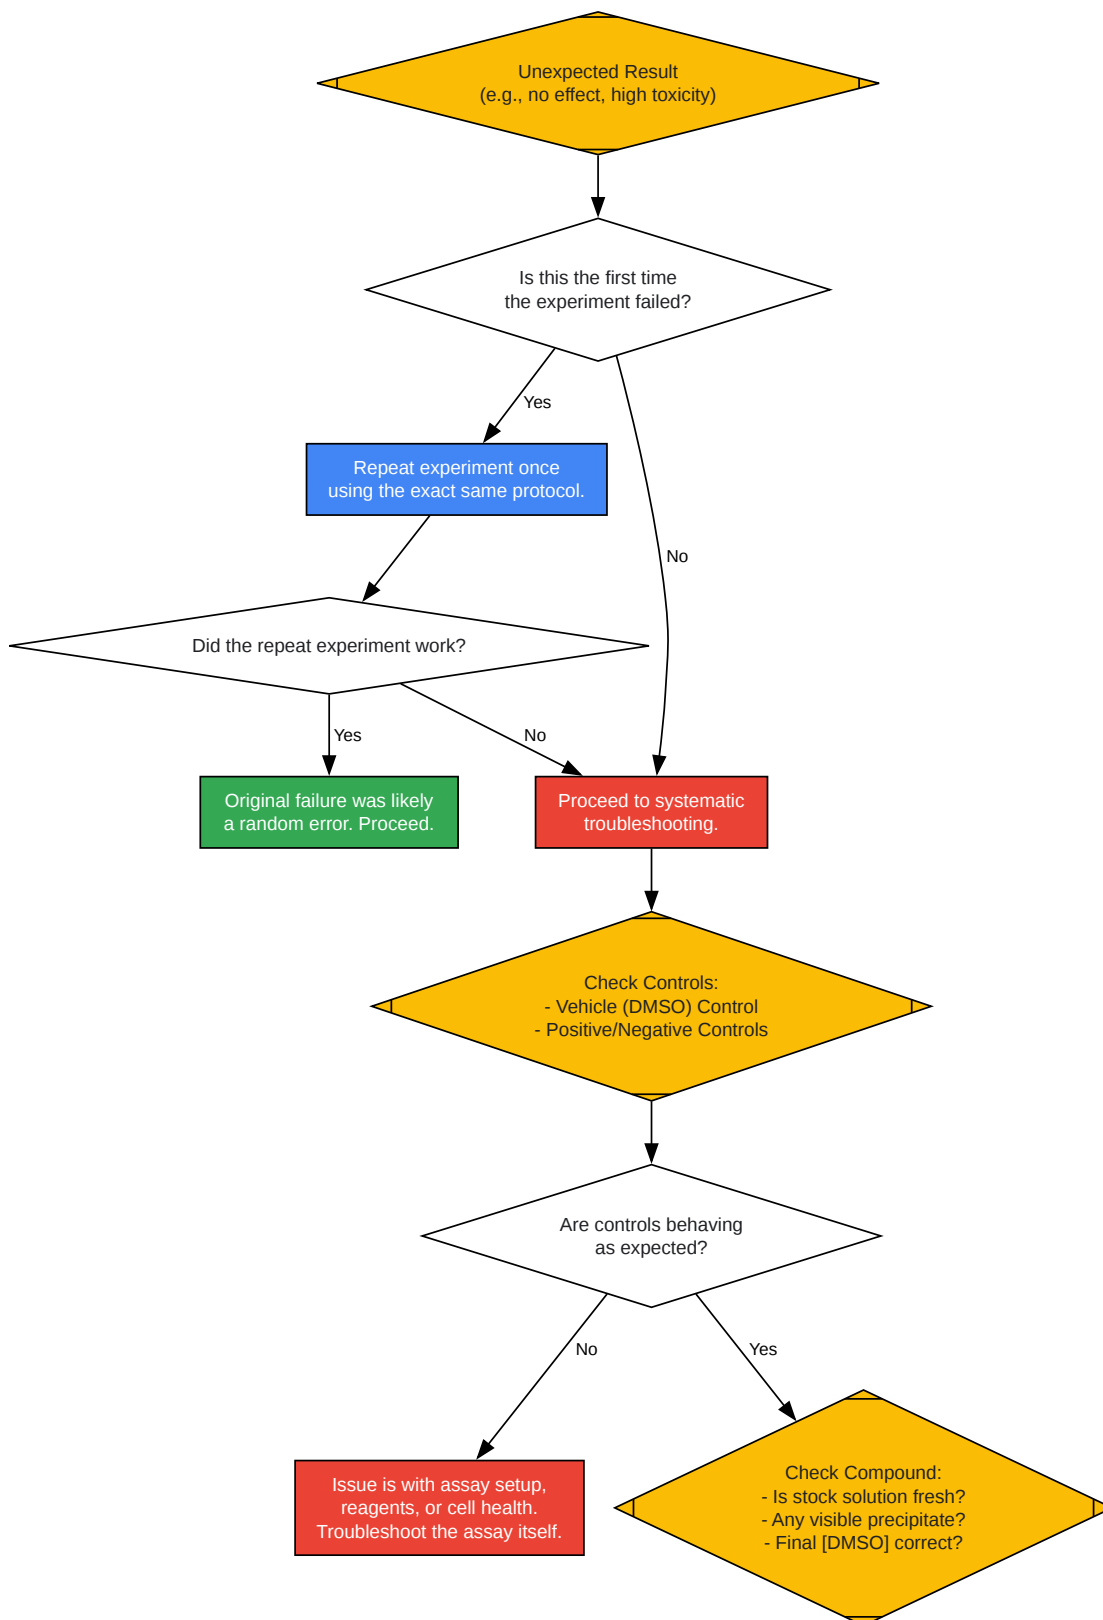 Unexpected Result
(e.g., no effect, high toxicity)
Is this the first time
the experiment failed?
Yes
Repeat experiment once
using the exact same protocol.
No
Did the repeat experiment work?
Yes
No
Original failure was likely
a random error. Proceed.
Proceed to systematic
troubleshooting.
Check Controls:
- Vehicle (DMSO) Control
- Positive/Negative Controls
Are controls behaving
as expected?
No
Yes
Issue is with assay setup,
reagents, or cell health.
Troubleshoot the assay itself.
Check Compound:
- Is stock solution fresh?
- Any visible precipitate?
- Final [DMSO] correct?